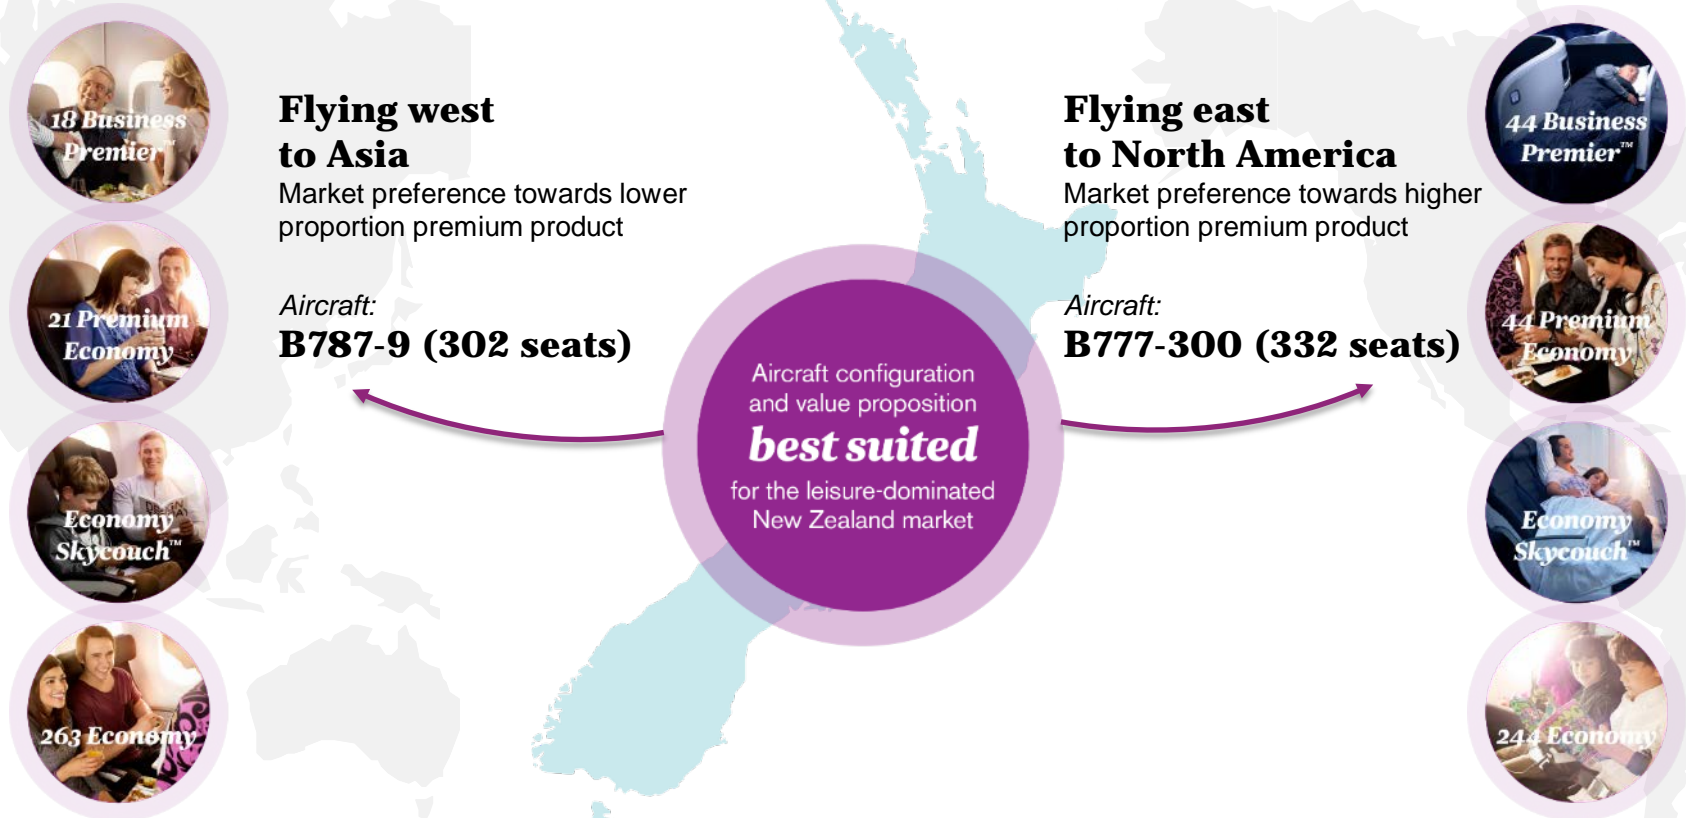 18 Business
Premier™
21 Premium
Economy
Economy
Skycouch™
263 Economy
Flying west
to Asia
Market preference towards lower
proportion premium product
Aircraft:
B787-9 (302 seats)
Aircraft configuration
and value proposition
best suited
for the leisure-dominated
New Zealand market
Flying east
to North America
Market preference towards higher
proportion premium product
Aircraft:
B777-300 (332 seats)
44 Business
Premier™
44 Premium
Economy
Economy
Skycouch™
244 Economy